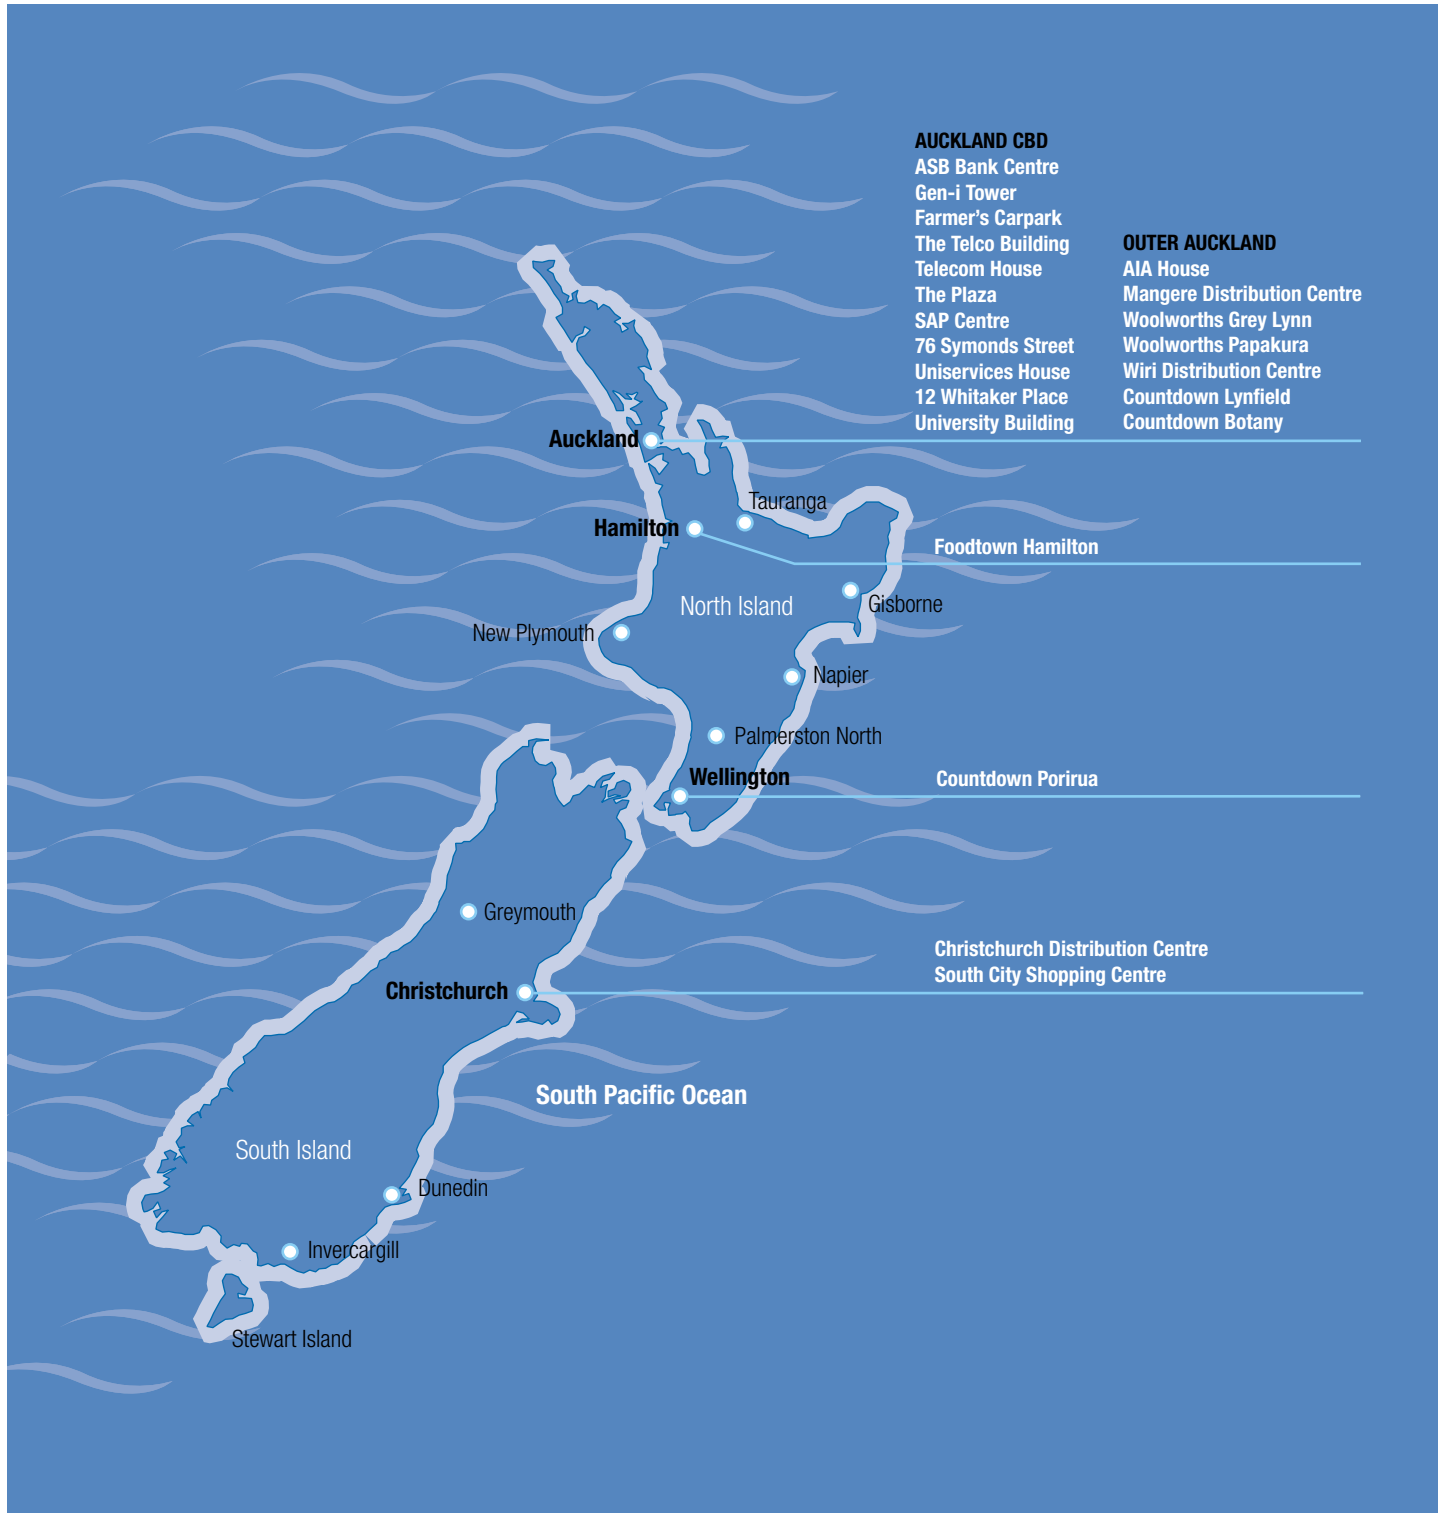 AUCKLAND CBD
ASB Bank Centre
Gen-i Tower
Farmer's Carpark
The Telco Building
Telecom House
The Plaza
SAP Centre
76 Symonds Street
Uniservices House
12 Whitaker Place
University Building
OUTER AUCKLAND
AIA House
Mangere Distribution Centre
Woolworths Grey Lynn
Woolworths Papakura
Wiri Distribution Centre
Countdown Lynfield
Countdown Botany
Auckland
Tauranga
Hamilton
Foodtown Hamilton
North Island
Gisborne
New Plymouth
Napier
Palmerston North
Wellington
Countdown Porirua
Greymouth
Christchurch Distribution Centre
South City Shopping Centre
Christchurch
South Pacific Ocean
South Island
Dunedin
Invercargill
Stewart Island